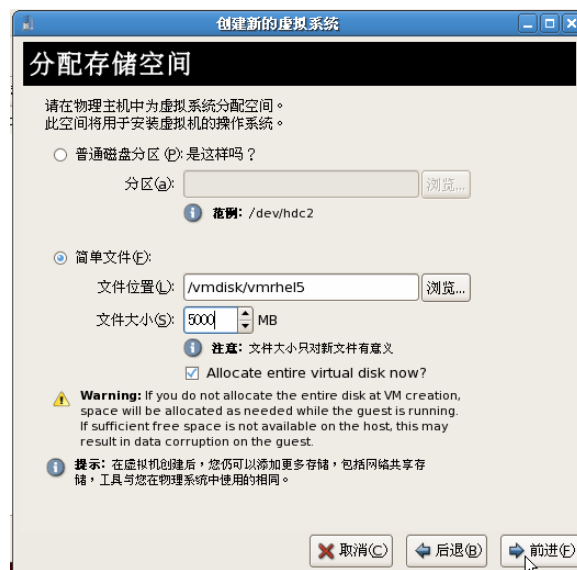 创建新的虚拟系统
分配存储空间
请在物理主机中为虚拟系统分配空间。
此空间将用于安装虚拟机的操作系统。
普通磁盘分区(P): 是这样吗？
分区(a):
浏览...
范例: /dev/hdc2
简单文件(F):
文件位置(L): /vmdisk/vmrhel5 浏览...
文件大小(S): 5000 MB
注意: 文件大小只对新文件有意义
Allocate entire virtual disk now?
Warning: If you do not allocate the entire disk at VM creation,
space will be allocated as needed while the guest is running.
If sufficient free space is not available on the host, this may
result in data corruption on the guest.
提示: 在虚拟机创建后，您仍可以添加更多存储，包括网络共享存
储，工具与您在物理系统中使用的相同。
取消(C) 后退(B) 前进(F)